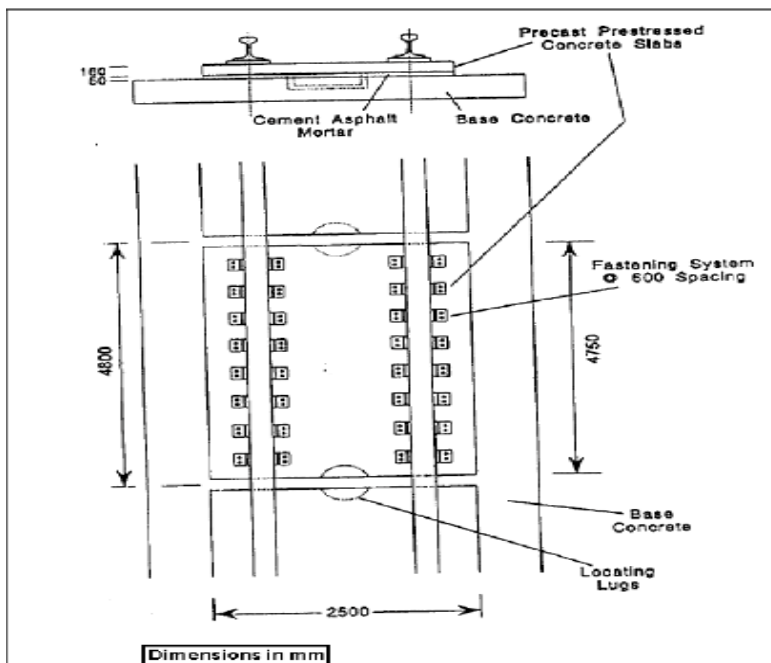 Precast Prestressed
Concrete Slabs
160
50
Cement Asphalt
Mortar
Base Concrete
Fastening System
@ 600 Spacing
4800
4750
Base
Concrete
Locating
Lugs
2500
Dimensions in mm